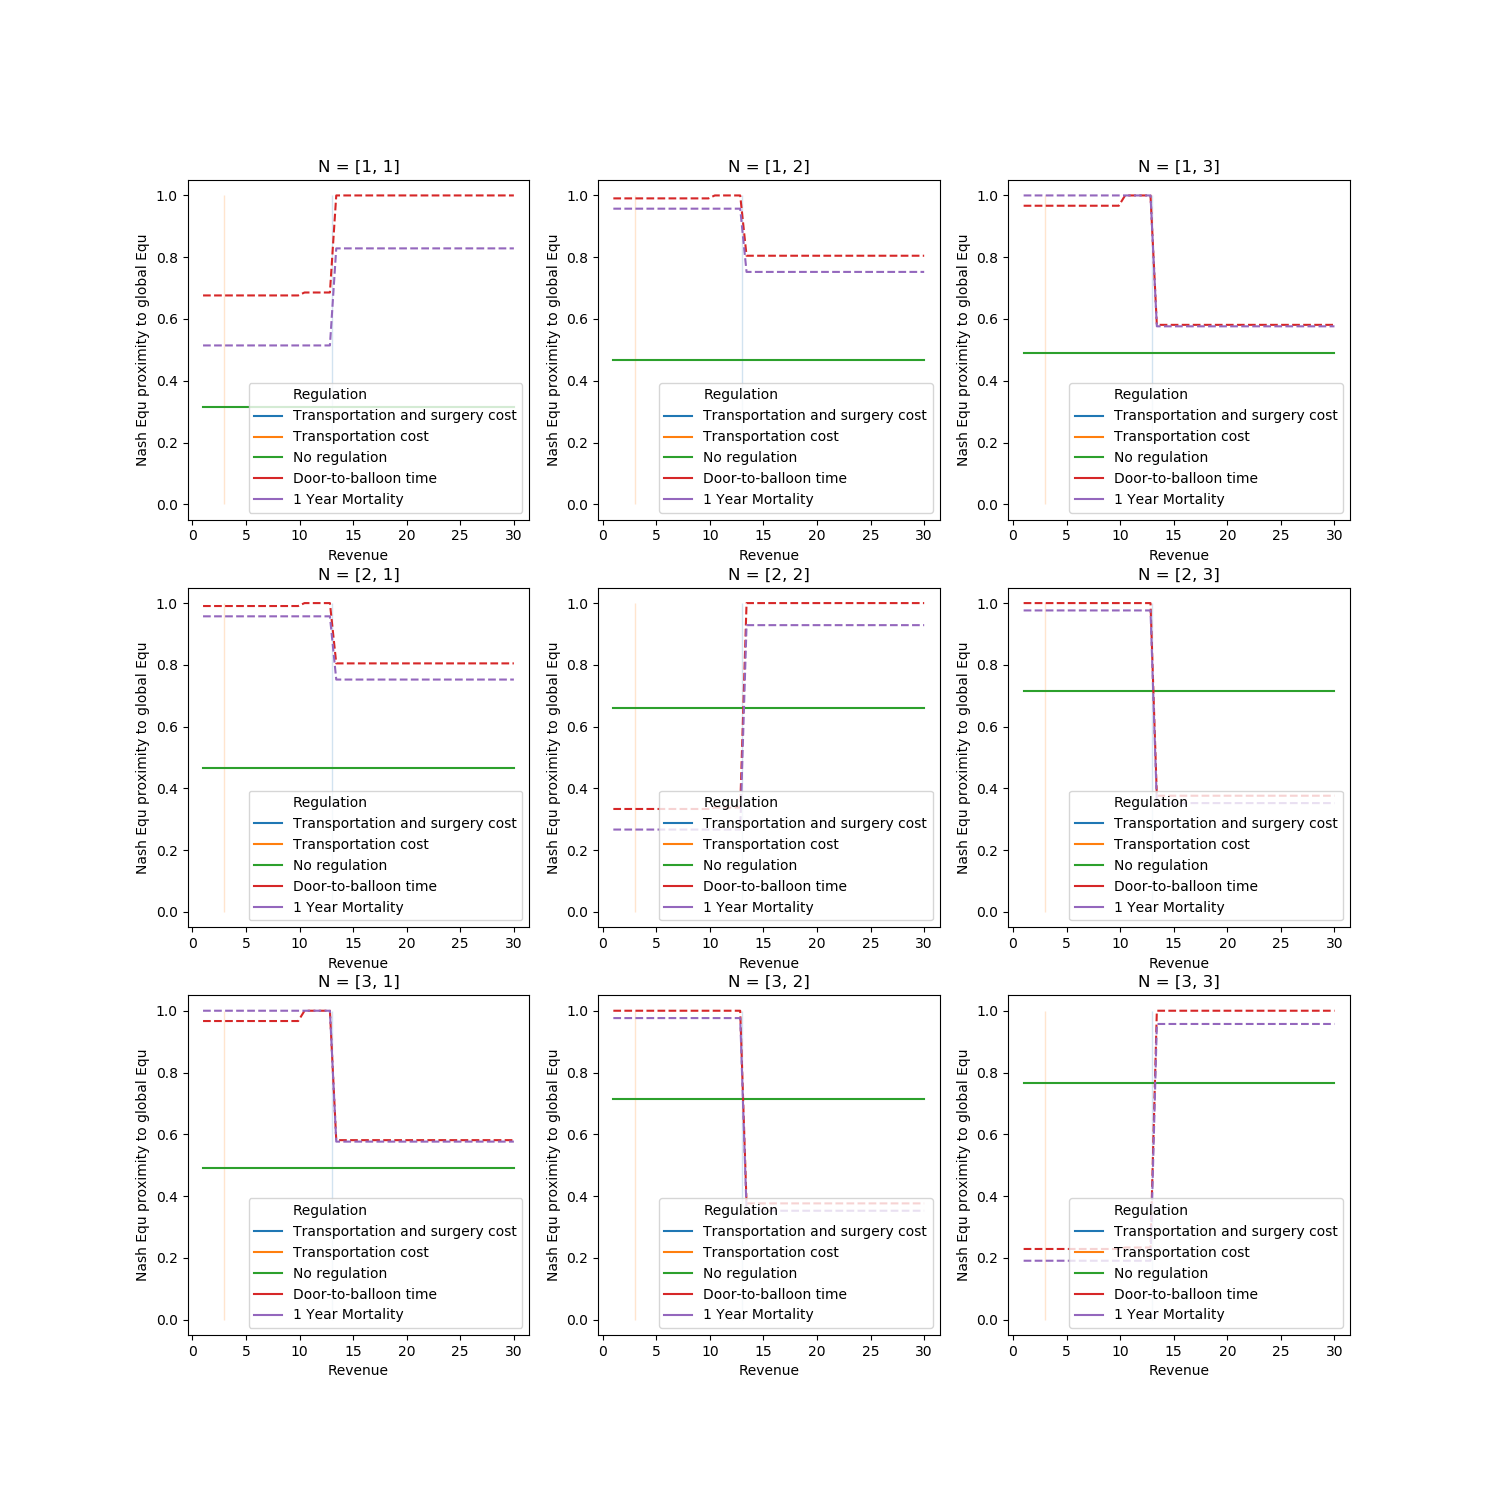 N = [1, 1]
Nash Equ proximity to global Equ
1.0
0.8
0.6
0.4
0.2
0.0
Regulation
Transportation and surgery cost
Transportation cost
No regulation
Door-to-balloon time
1 Year Mortality
0 5 10 15 20 25 30
Revenue
N = [1, 2]
Nash Equ proximity to global Equ
1.0
0.8
0.6
0.4
0.2
0.0
Regulation
Transportation and surgery cost
Transportation cost
No regulation
Door-to-balloon time
1 Year Mortality
0 5 10 15 20 25 30
Revenue
N = [1, 3]
Nash Equ proximity to global Equ
1.0
0.8
0.6
0.4
0.2
0.0
Regulation
Transportation and surgery cost
Transportation cost
No regulation
Door-to-balloon time
1 Year Mortality
0 5 10 15 20 25 30
Revenue
N = [2, 1]
Nash Equ proximity to global Equ
1.0
0.8
0.6
0.4
0.2
0.0
Regulation
Transportation and surgery cost
Transportation cost
No regulation
Door-to-balloon time
1 Year Mortality
0 5 10 15 20 25 30
Revenue
N = [2, 2]
Nash Equ proximity to global Equ
1.0
0.8
0.6
0.4
0.2
0.0
Regulation
Transportation and surgery cost
Transportation cost
No regulation
Door-to-balloon time
1 Year Mortality
0 5 10 15 20 25 30
Revenue
N = [2, 3]
Nash Equ proximity to global Equ
1.0
0.8
0.6
0.4
0.2
0.0
Regulation
Transportation and surgery cost
Transportation cost
No regulation
Door-to-balloon time
1 Year Mortality
0 5 10 15 20 25 30
Revenue
N = [3, 1]
Nash Equ proximity to global Equ
1.0
0.8
0.6
0.4
0.2
0.0
Regulation
Transportation and surgery cost
Transportation cost
No regulation
Door-to-balloon time
1 Year Mortality
0 5 10 15 20 25 30
Revenue
N = [3, 2]
Nash Equ proximity to global Equ
1.0
0.8
0.6
0.4
0.2
0.0
Regulation
Transportation and surgery cost
Transportation cost
No regulation
Door-to-balloon time
1 Year Mortality
0 5 10 15 20 25 30
Revenue
N = [3, 3]
Nash Equ proximity to global Equ
1.0
0.8
0.6
0.4
0.2
0.0
Regulation
Transportation and surgery cost
Transportation cost
No regulation
Door-to-balloon time
1 Year Mortality
0 5 10 15 20 25 30
Revenue